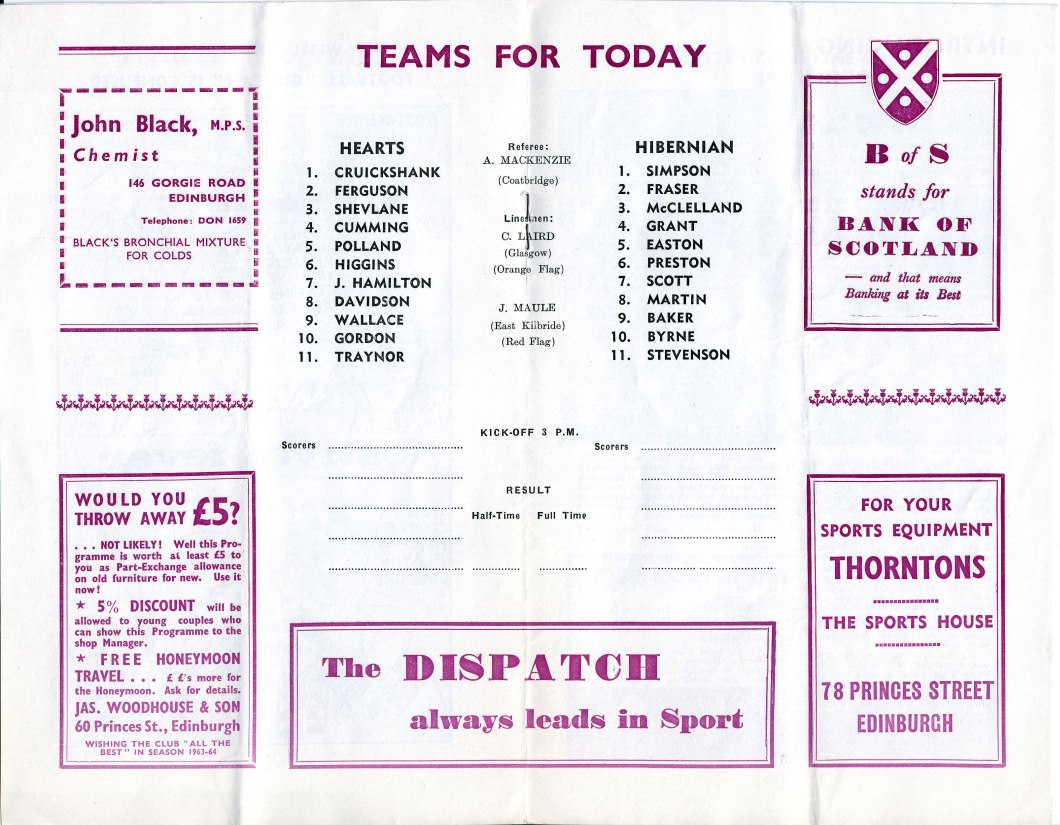 TEAMS FOR TODAY
John Black, M.P.S.
Chemist
146 GORGIE ROAD
EDINBURGH
Telephone: DON 1659
BLACK'S BRONCHIAL MIXTURE
FOR COLDS
HEARTS
1. CRUICKSHANK
2. FERGUSON
3. SHEVLANE
4. CUMMING
5. POLLAND
6. HIGGINS
7. J. HAMILTON
8. DAVIDSON
9. WALLACE
10. GORDON
11. TRAYNOR
Referee:
A. MACKENZIE
(Coatbridge)
Linesmen:
C. LAIRD
(Glasgow)
(Orange Flag)
J. MAULE
(East Kilbride)
(Red Flag)
HIBERNIAN
1. SIMPSON
2. FRASER
3. McCLELLAND
4. GRANT
5. EASTON
6. PRESTON
7. SCOTT
8. MARTIN
9. BAKER
10. BYRNE
11. STEVENSON
B of S
stands for
BANK OF
SCOTLAND
— and that means
Banking at its Best
KICK-OFF 3 P.M.
Scorers
Scorers
RESULT
Half-Time Full Time
WOULD YOU
THROW AWAY £5?
. . . NOT LIKELY! Well this Pro-
gramme is worth at least £5 to
you as Part-Exchange allowance
on old furniture for new. Use it
now!
★ 5% DISCOUNT will be
allowed to young couples who
can show this Programme to the
shop Manager.
★ FREE HONEYMOON
TRAVEL . . . £ £'s more for
the Honeymoon. Ask for details.
JAS. WOODHOUSE & SON
60 Princes St., Edinburgh
WISHING THE CLUB "ALL THE
BEST" IN SEASON 1963-64
The DISPATCH
always leads in Sport
FOR YOUR
SPORTS EQUIPMENT
THORNTONS
THE SPORTS HOUSE
78 PRINCES STREET
EDINBURGH